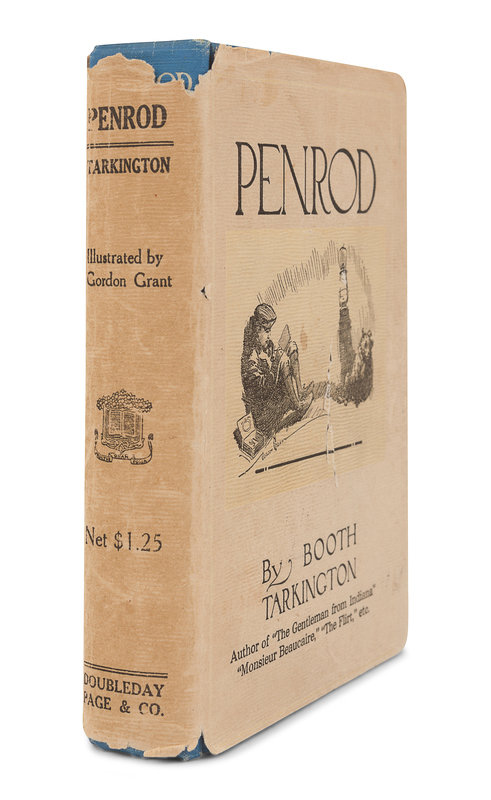 PENROD
TARKINGTON
Illustrated by
Gordon Grant
Net $1.25
DOUBLEDAY
PAGE & CO.
PENROD
By BOOTH
TARKINGTON
Author of "The Gentleman from Indiana"
"Monsieur Beaucaire," "The Flirt," etc.